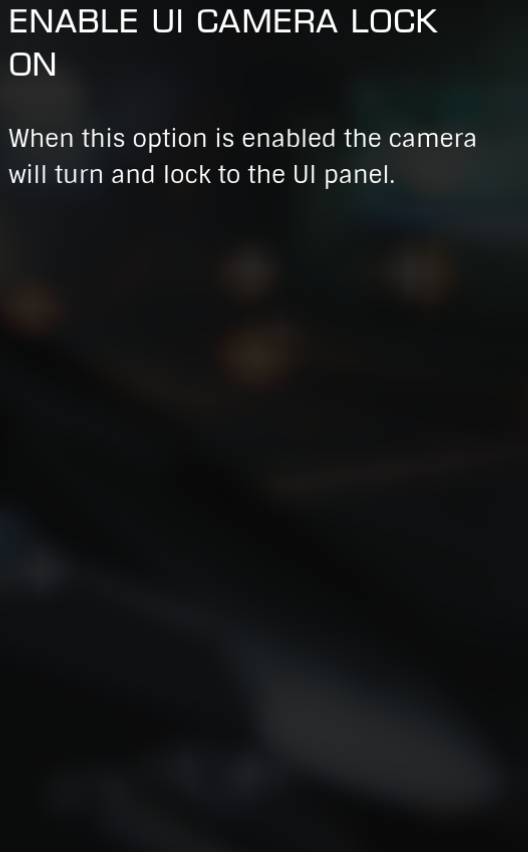 ENABLE UI CAMERA LOCK
ON
When this option is enabled the camera
will turn and lock to the UI panel.